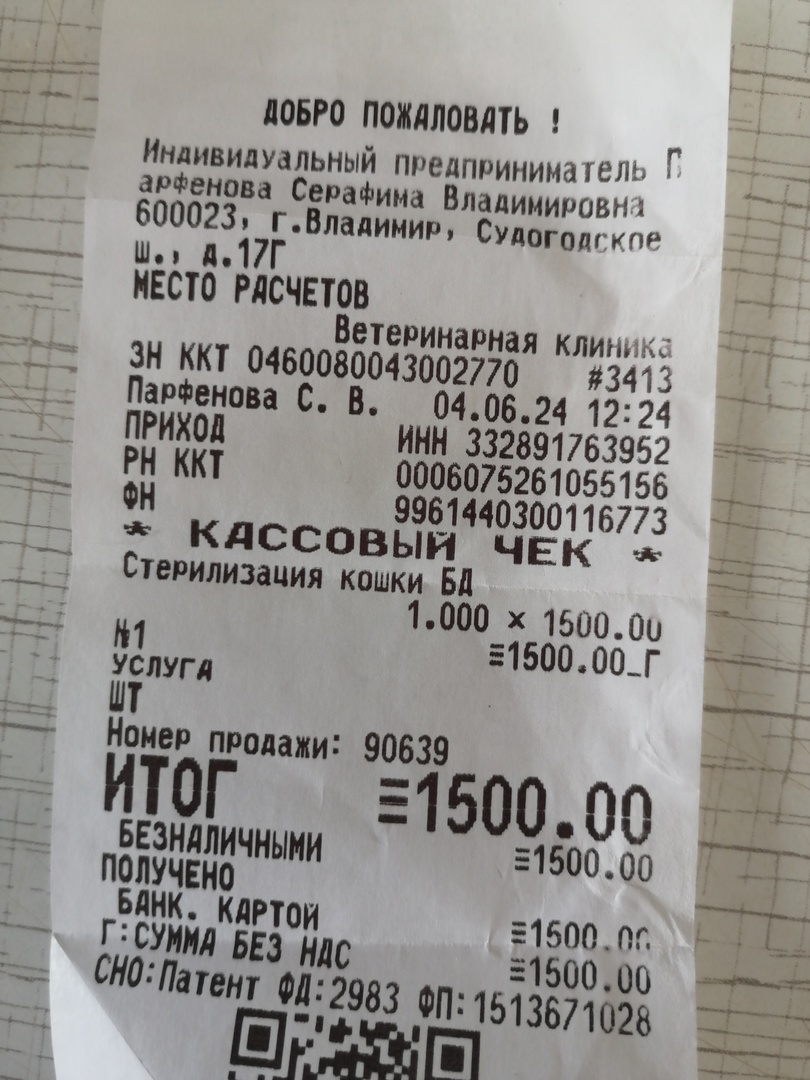 ДОБРО ПОЖАЛОВАТЬ !
Индивидуальный предприниматель П
арфенова Серафима Владимировна
600023, г.Владимир, Судогодское
ш., д.17Г
МЕСТО РАСЧЕТОВ
Ветеринарная клиника
ЗН ККТ 0460080043002770 #3413
Парфенова С. В. 04.06.24 12:24
ПРИХОД ИНН 332891763952
РН ККТ 0006075261055156
ФН 9961440300116773
* КАССОВЫЙ ЧЕК *
Стерилизация кошки БД
1.000 × 1500.00
№1 ≡1500.00_Г
УСЛУГА
ШТ
Номер продажи: 90639
ИТОГ ≡1500.00
БЕЗНАЛИЧНЫМИ ≡1500.00
ПОЛУЧЕНО
БАНК. КАРТОЙ ≡1500.00
Г:СУММА БЕЗ НДС ≡1500.00
СНО:Патент ФД:2983 ФП:1513671028